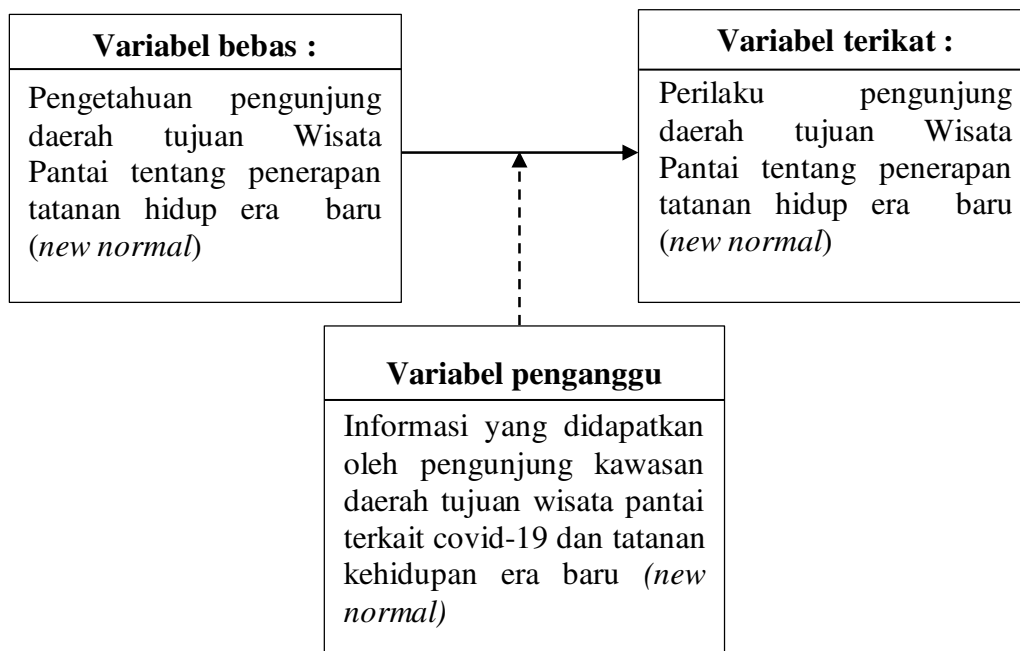 Variabel bebas :
Pengetahuan pengunjung
daerah tujuan Wisata
Pantai tentang penerapan
tatanan hidup era baru
(new normal)
Variabel terikat :
Perilaku pengunjung
daerah tujuan Wisata
Pantai tentang penerapan
tatanan hidup era baru
(new normal)
Variabel penganggu
Informasi yang didapatkan
oleh pengunjung kawasan
daerah tujuan wisata pantai
terkait covid-19 dan tatanan
kehidupan era baru (new
normal)